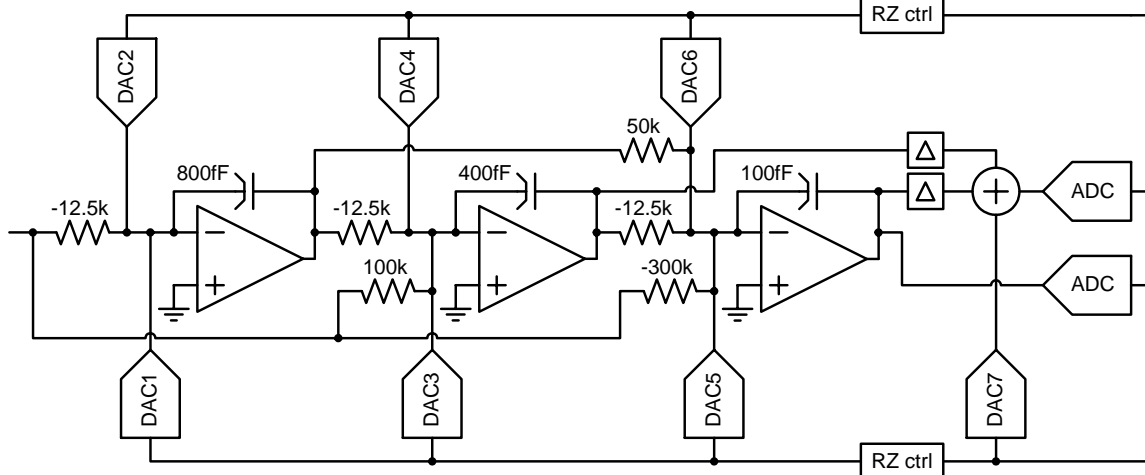 RZ ctrl
DAC2
DAC4
DAC6
50k
800fF
400fF
100fF
Δ
Δ
-12.5k
-12.5k
-12.5k
ADC
100k
-300k
ADC
DAC1
DAC3
DAC5
DAC7
RZ ctrl